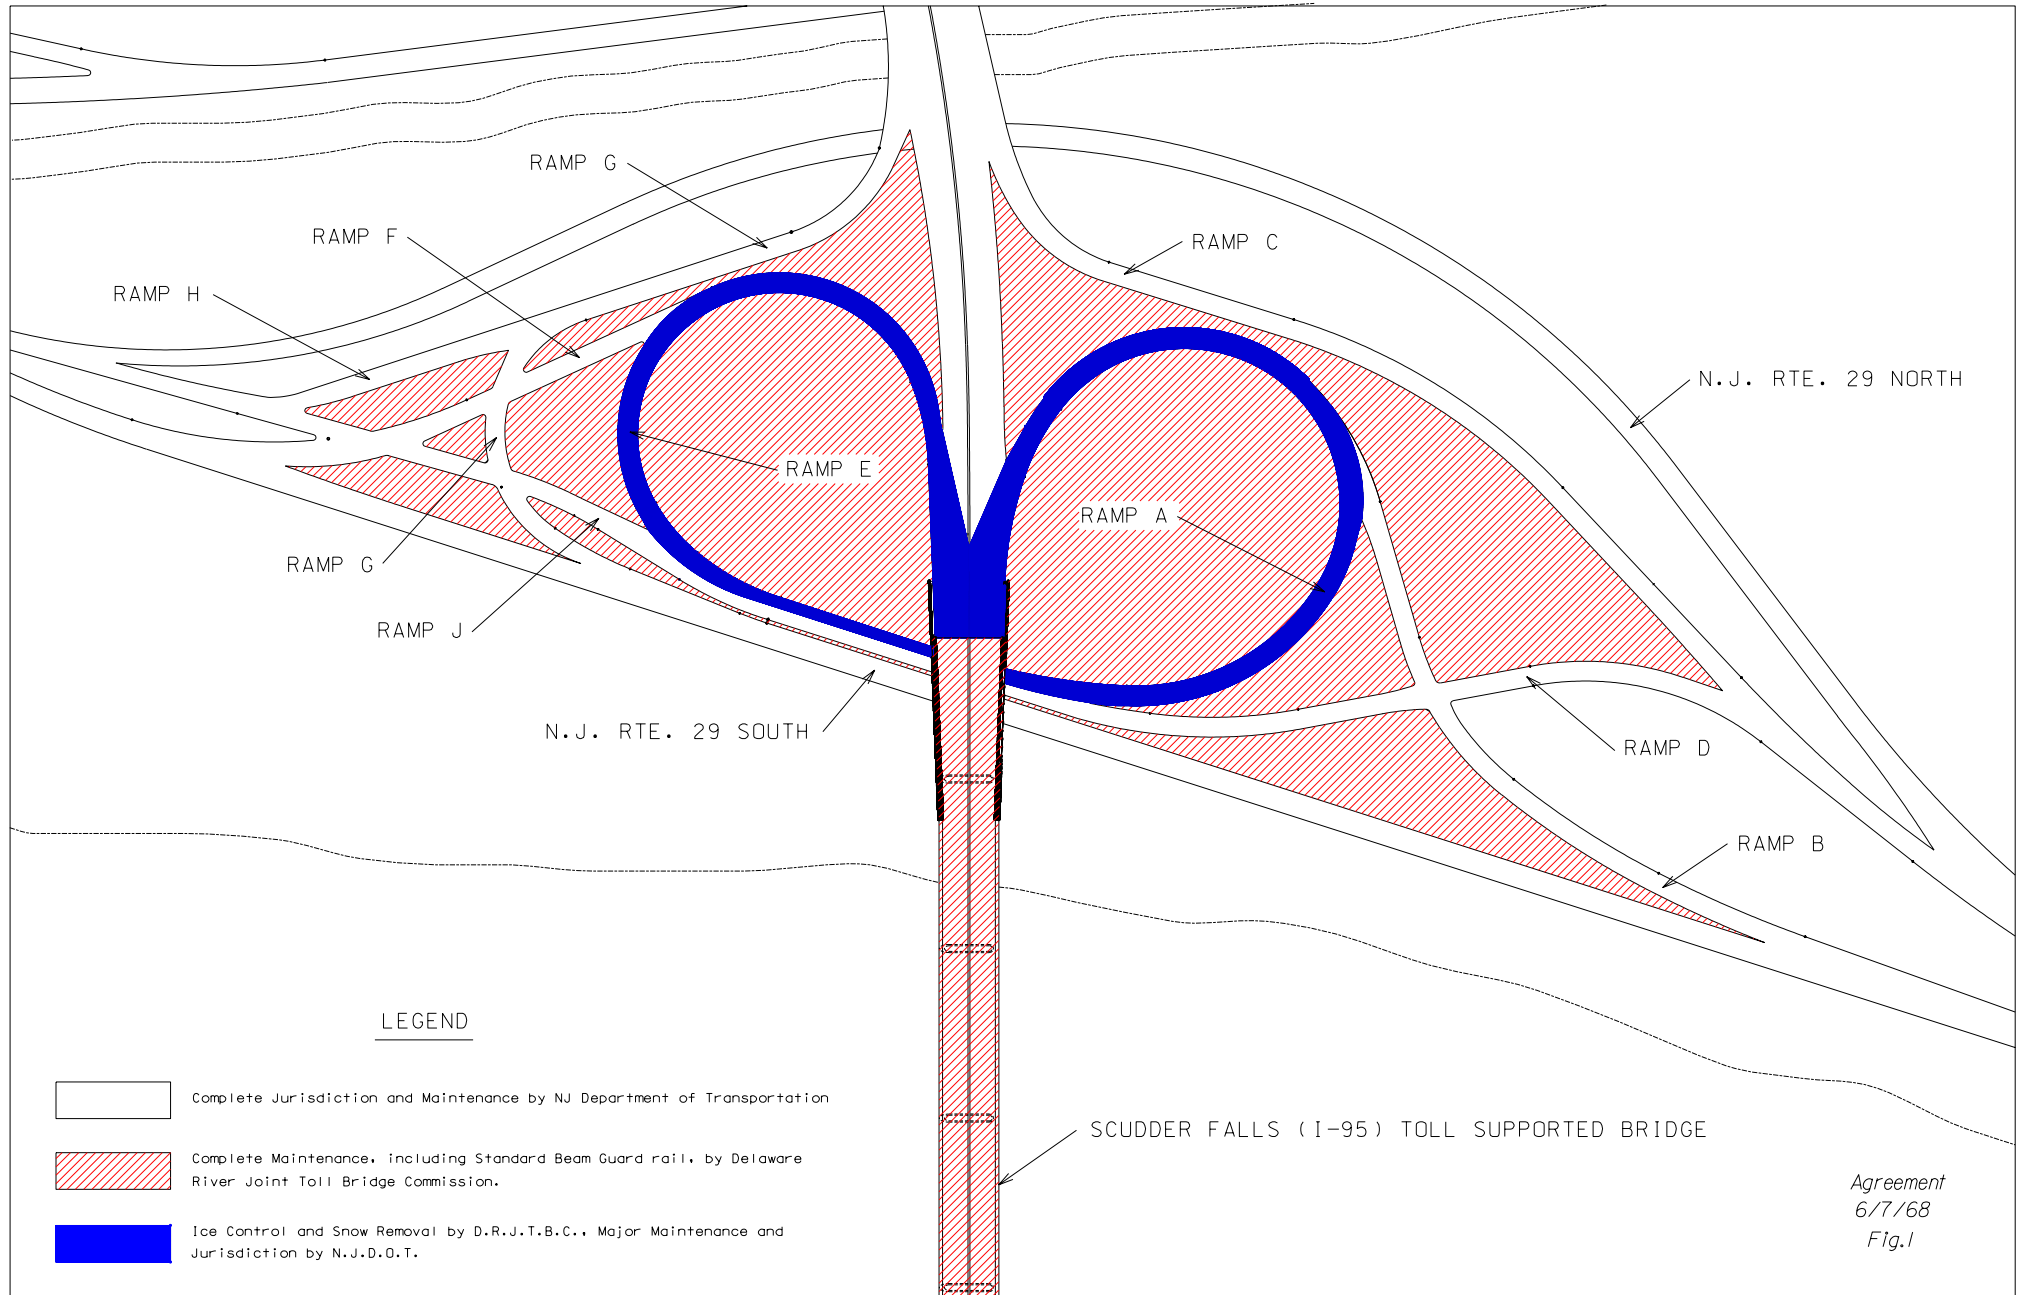 RAMP G
RAMP F
RAMP C
RAMP H
N.J. RTE. 29 NORTH
RAMP E
RAMP A
RAMP G
RAMP J
N.J. RTE. 29 SOUTH
RAMP D
RAMP B
LEGEND
Complete Jurisdiction and Maintenance by NJ Department of Transportation
Complete Maintenance, including Standard Beam Guard rail, by Delaware
River Joint Toll Bridge Commission.
Ice Control and Snow Removal by D.R.J.T.B.C., Major Maintenance and
Jurisdiction by N.J.D.O.T.
SCUDDER FALLS (I-95) TOLL SUPPORTED BRIDGE
Agreement
6/7/68
Fig.1